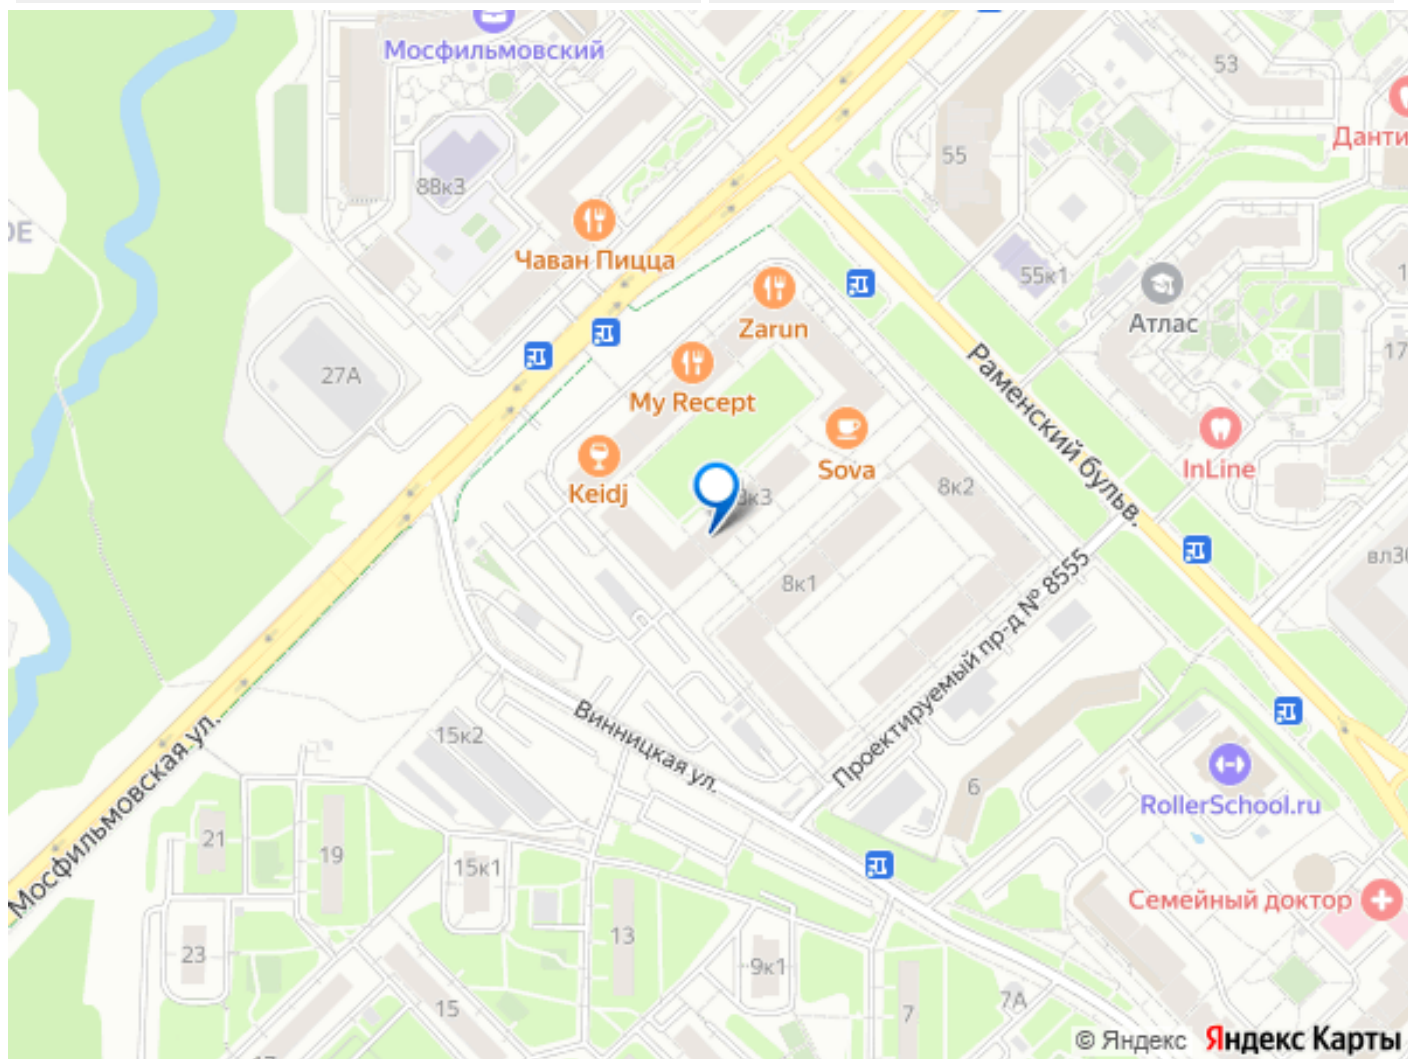 Мосфильмовский
53
Данти
55
88к3
ОЕ
Чаван Пицца
55к1
Zarun
Атлас
27А
17
My Recept
Раменский бульв.
InLine
Sova
Keidj
8к2
8к3
8к1
вл30
Проектируемый пр-д № 8555
Винницкая ул.
15к2
Мосфильмовская ул.
6
RollerSchool.ru
21
19
15к1
Семейный доктор
13
23
9к1
15
7А
7
© Яндекс Яндекс Карты